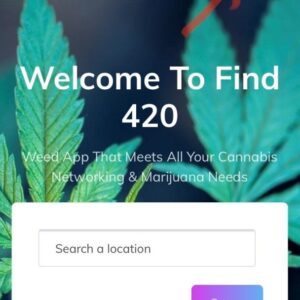 Welcome To Find
420
Weed App That Meets All Your Cannabis
Networking & Marijuana Needs
Search a location